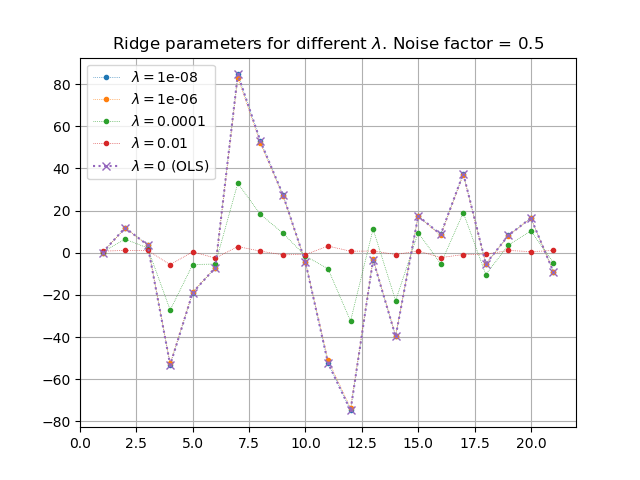 Ridge parameters for different λ. Noise factor = 0.5
λ = 1e-08
λ = 1e-06
λ = 0.0001
λ = 0.01
λ = 0 (OLS)
80
60
40
20
0
−20
−40
−60
−80
0.0 2.5 5.0 7.5 10.0 12.5 15.0 17.5 20.0